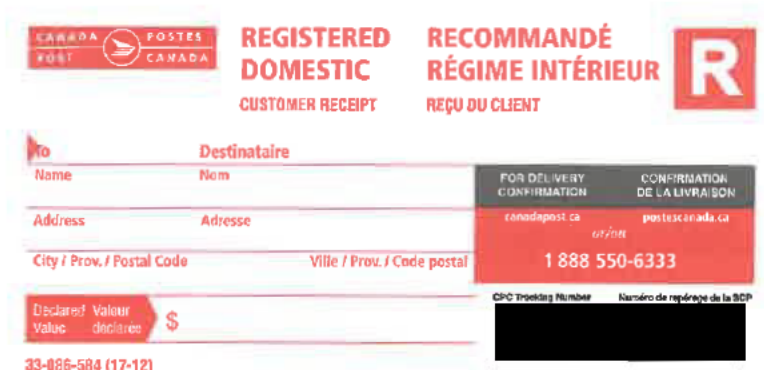 CANADA POSTES
POST CANADA
REGISTERED DOMESTIC
CUSTOMER RECEIPT
RECOMMANDÉ RÉGIME INTÉRIEUR
REÇU DU CLIENT
R
To Destinataire
Name Nom
Address Adresse
City / Prov. / Postal Code Ville / Prov. / Code postal
FOR DELIVERY CONFIRMATION
CONFIRMATION DE LA LIVRAISON
canadapost.ca postescanada.ca
or/ou
1 888 550-6333
Declared Value Valeur déclarée $
CPC Tracking Number Numéro de repérage de la SCP
33-086-584 (17-12)